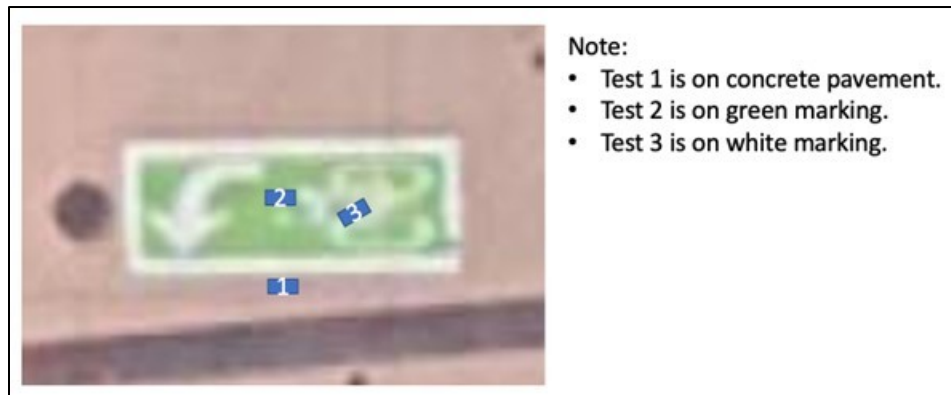 Note:
• Test 1 is on concrete pavement.
• Test 2 is on green marking.
• Test 3 is on white marking.
2
3
1